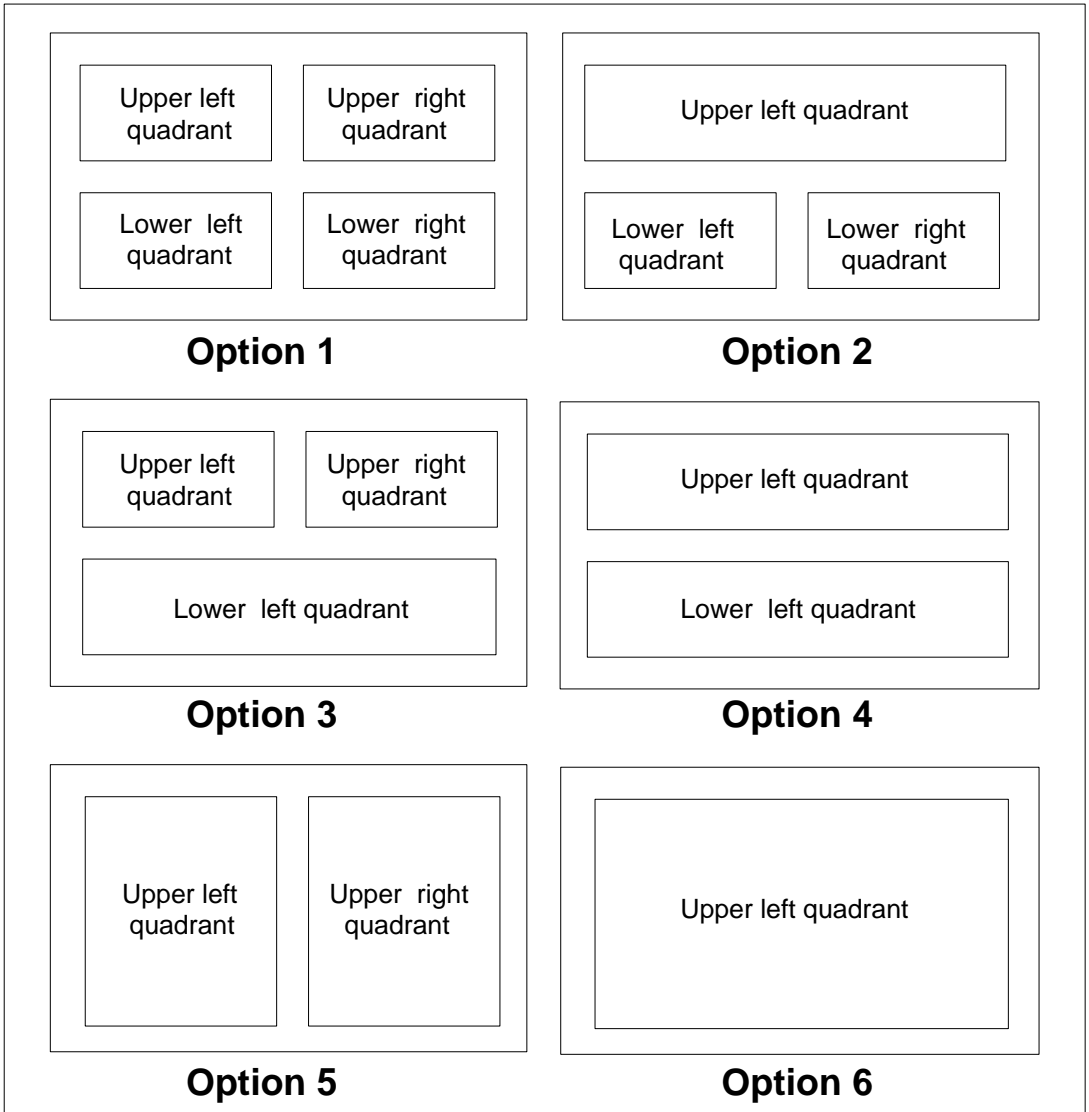 Upper left
quadrant
Upper right
quadrant
Lower left
quadrant
Lower right
quadrant
Option 1
Upper left quadrant
Lower left
quadrant
Lower right
quadrant
Option 2
Upper left
quadrant
Upper right
quadrant
Lower left quadrant
Option 3
Upper left quadrant
Lower left quadrant
Option 4
Upper left
quadrant
Upper right
quadrant
Option 5
Upper left quadrant
Option 6